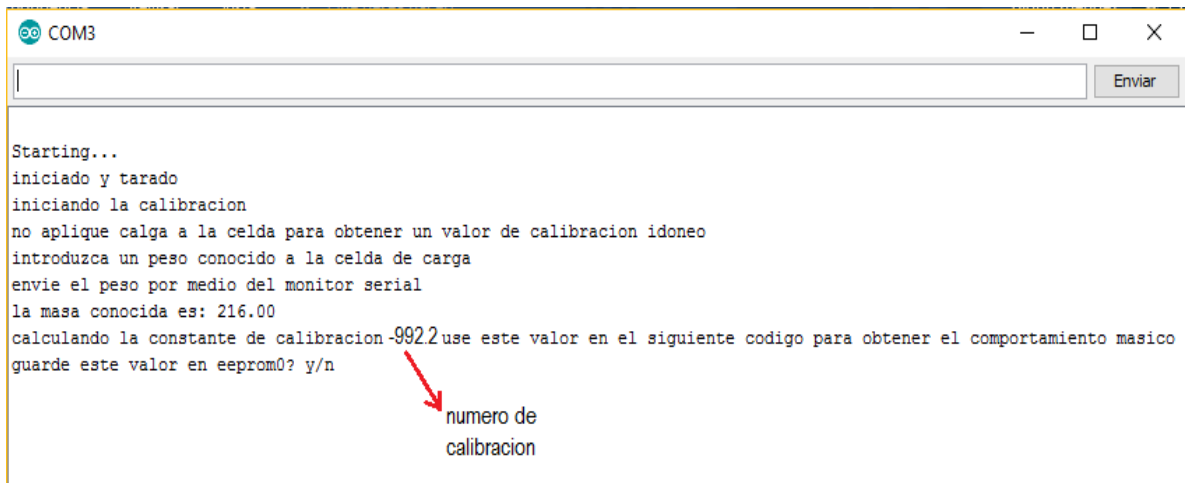 COM3
Enviar
Starting...
iniciado y tarado
iniciando la calibracion
no aplique calga a la celda para obtener un valor de calibracion idoneo
introduzca un peso conocido a la celda de carga
envie el peso por medio del monitor serial
la masa conocida es: 216.00
calculando la constante de calibracion -992.2 use este valor en el siguiente codigo para obtener el comportamiento masico
guarde este valor en eeprom0? y/n
numero de
calibracion